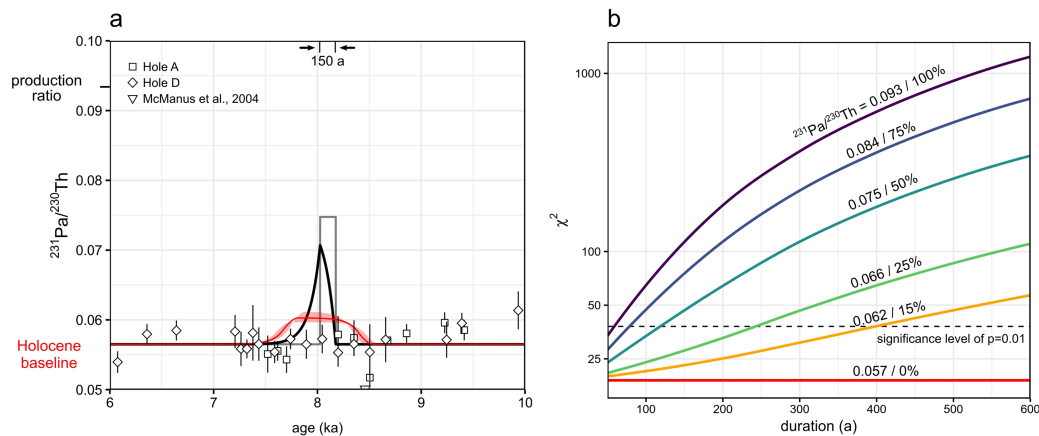 a
0.10
0.09
0.08
0.07
0.06
0.05
production
ratio
²³¹Pa/²³⁰Th
Holocene
baseline
150 a
Hole A
Hole D
McManus et al., 2004
6
7
8
9
10
age (ka)
b
1000
100
50
25
χ²
²³¹Pa/²³⁰Th = 0.093 / 100%
0.084 / 75%
0.075 / 50%
0.066 / 25%
0.062 / 15%
significance level of p=0.01
0.057 / 0%
100
200
300
400
500
600
duration (a)